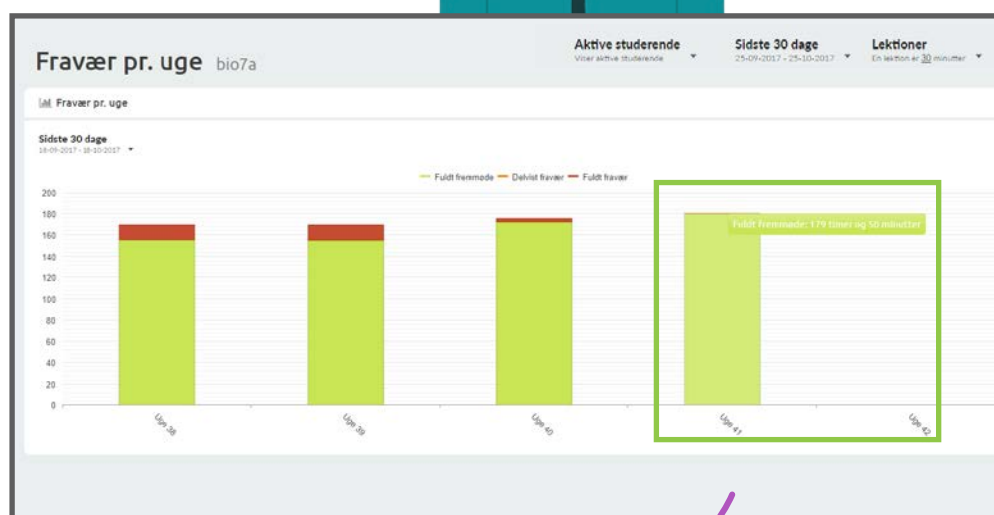 Fravær pr. uge bio7a
Aktive studerende
Viser aktive studerende
Sidste 30 dage
25-09-2017 - 25-10-2017
Lektioner
En lektion er 30 minutter
Fravær pr. uge
Sidste 30 dage
18-09-2017 - 18-10-2017
Fuldt fremmøde Delvist fravær Fuldt fravær
200
180
160
140
120
100
80
60
40
20
0
Fuldt fremmøde: 179 timer og 50 minutter
Uge 38
Uge 39
Uge 40
Uge 41
Uge 42